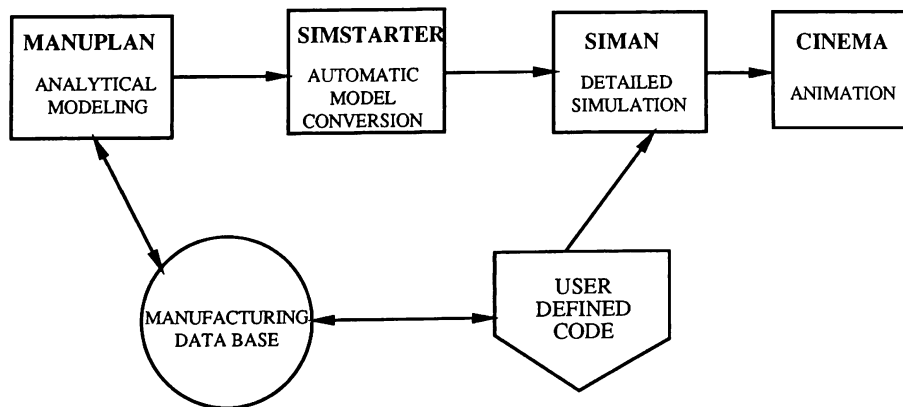 MANUPLAN
ANALYTICAL
MODELING
SIMSTARTER
AUTOMATIC
MODEL
CONVERSION
SIMAN
DETAILED
SIMULATION
CINEMA
ANIMATION
MANUFACTURING
DATA BASE
USER
DEFINED
CODE